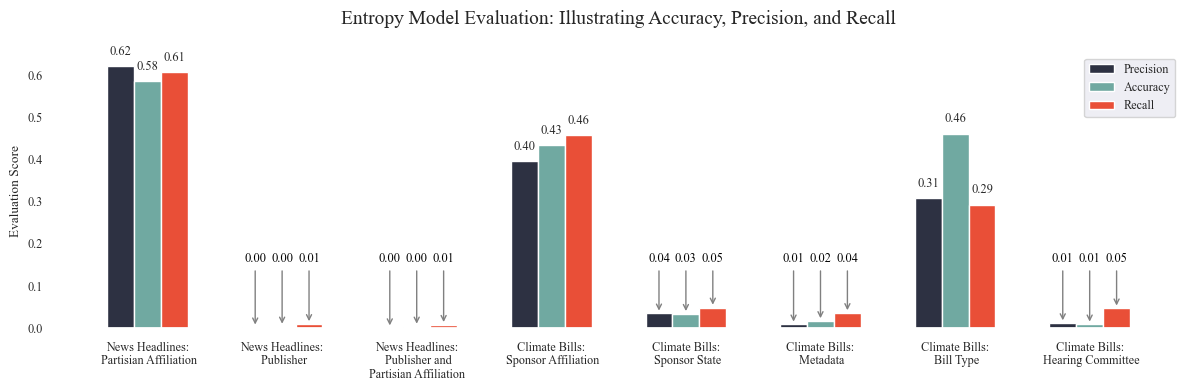 Entropy Model Evaluation: Illustrating Accuracy, Precision, and Recall
Evaluation Score
0.6
0.5
0.4
0.3
0.2
0.1
0.0
Precision
Accuracy
Recall
0.62
0.58
0.61
0.00
0.00
0.01
0.00
0.00
0.01
0.40
0.43
0.46
0.04
0.03
0.05
0.01
0.02
0.04
0.31
0.46
0.29
0.01
0.01
0.05
News Headlines:
Partisian Affiliation
News Headlines:
Publisher
News Headlines:
Publisher and
Partisian Affiliation
Climate Bills:
Sponsor Affiliation
Climate Bills:
Sponsor State
Climate Bills:
Metadata
Climate Bills:
Bill Type
Climate Bills:
Hearing Committee